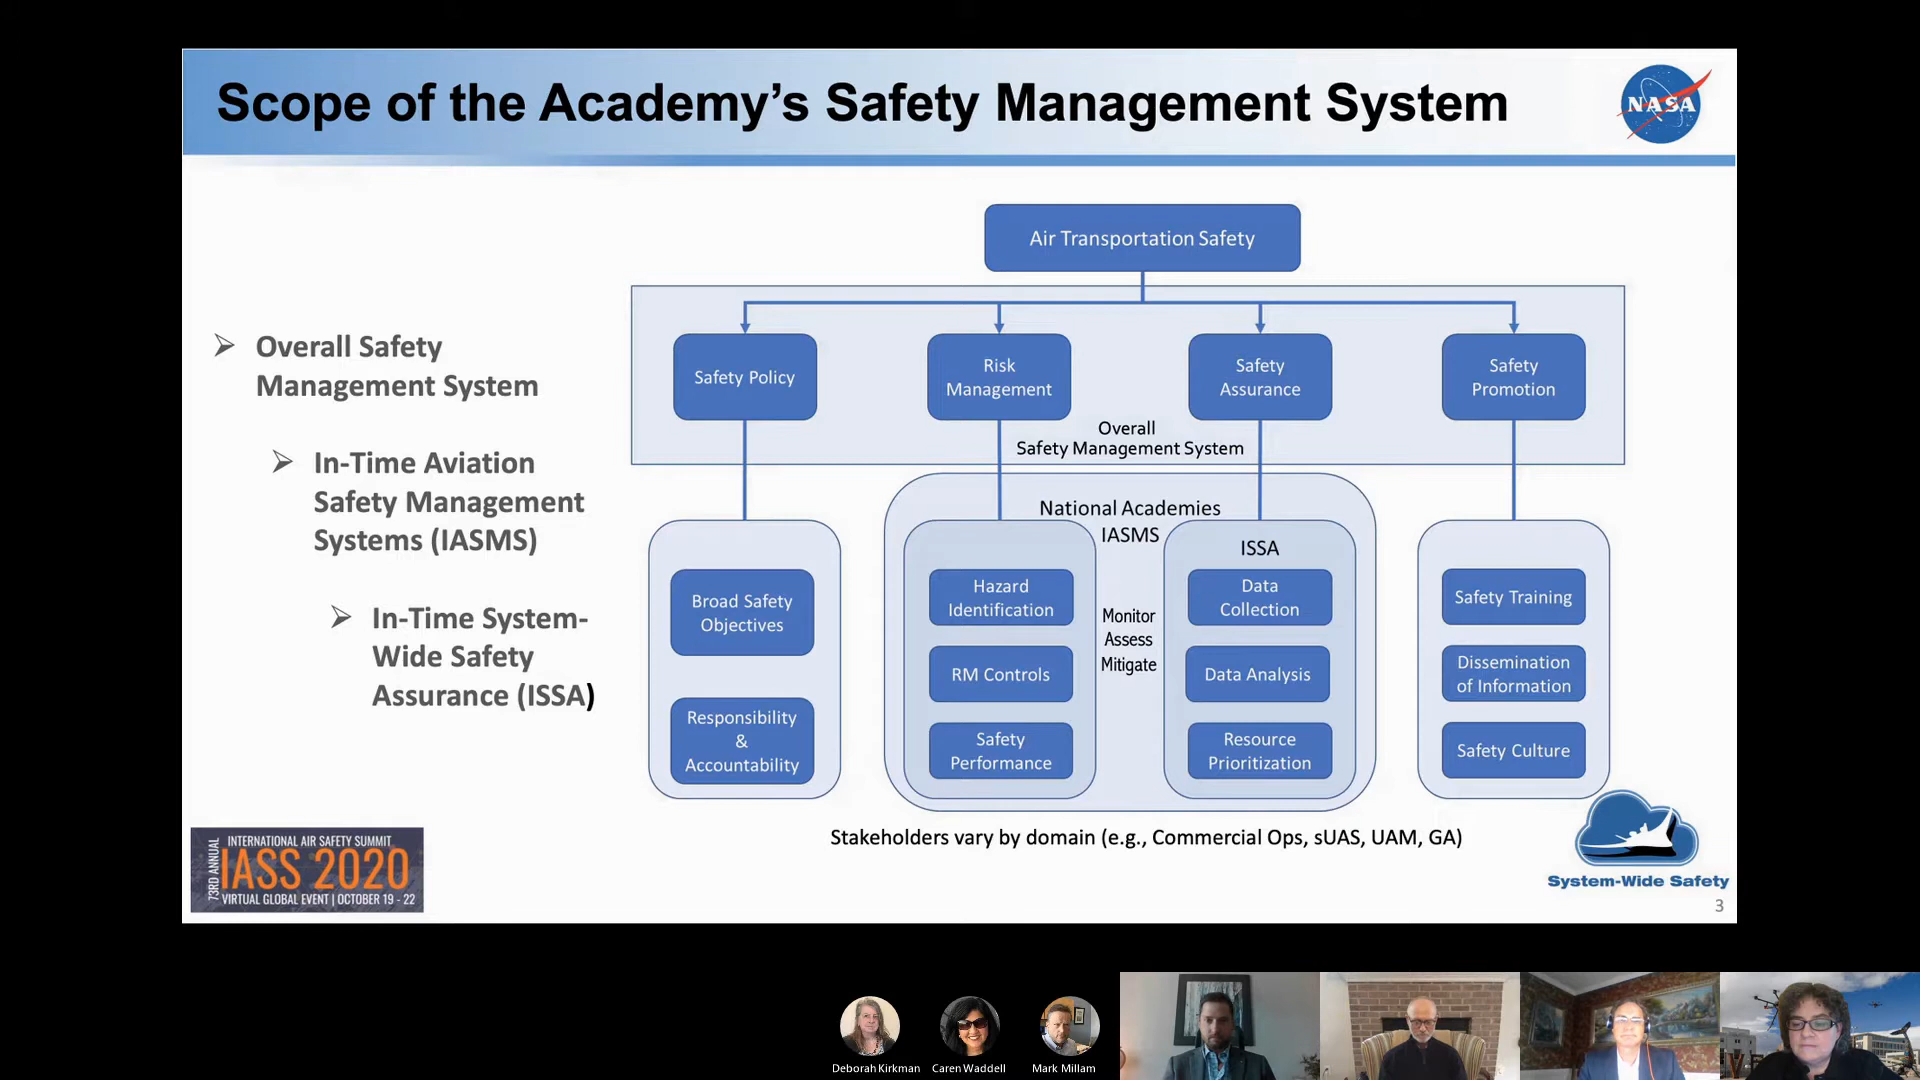 Scope of the Academy's Safety Management System
NASA
Air Transportation Safety
Overall Safety
Management System
In-Time Aviation
Safety Management
Systems (IASMS)
In-Time System-
Wide Safety
Assurance (ISSA)
Safety Policy
Risk
Management
Safety
Assurance
Safety
Promotion
Overall
Safety Management System
National Academies
IASMS
ISSA
Broad Safety
Objectives
Responsibility
&
Accountability
Hazard
Identification
RM Controls
Safety
Performance
Monitor
Assess
Mitigate
Data
Collection
Data Analysis
Resource
Prioritization
Safety Training
Dissemination
of Information
Safety Culture
Stakeholders vary by domain (e.g., Commercial Ops, sUAS, UAM, GA)
73RD ANNUAL
INTERNATIONAL AIR SAFETY SUMMIT
IASS 2020
VIRTUAL GLOBAL EVENT | OCTOBER 19 - 22
System-Wide Safety
3
Deborah Kirkman
Caren Waddell
Mark Millam